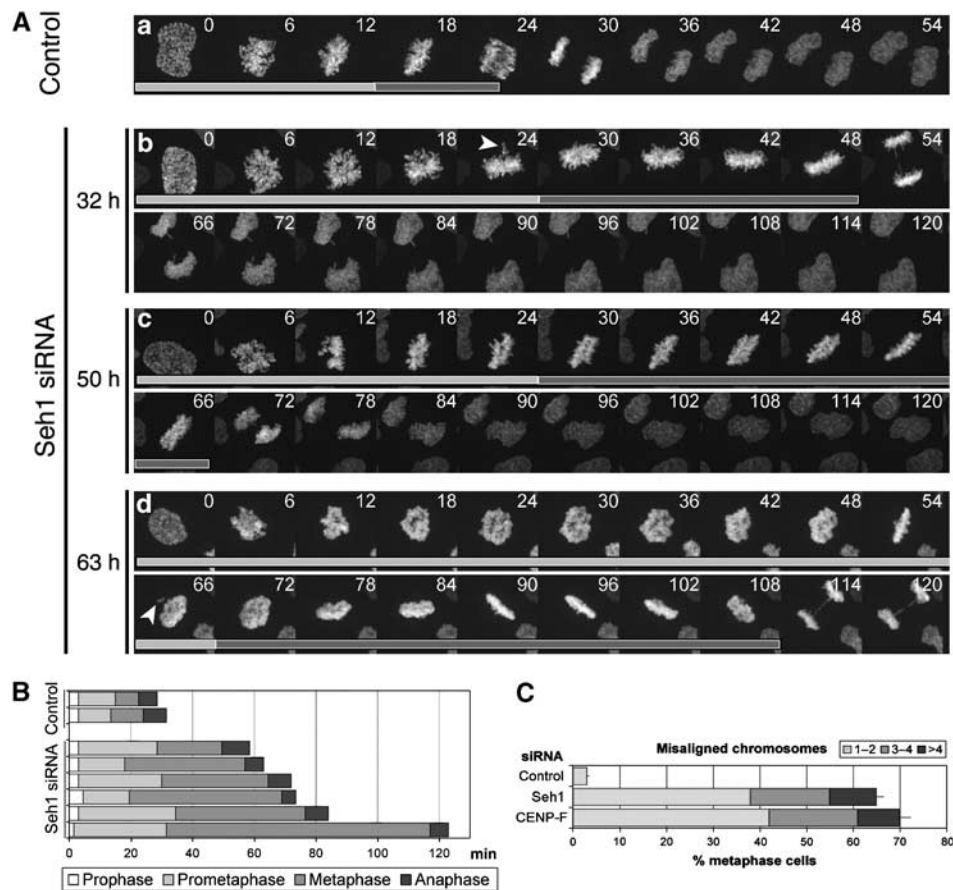 A
Control
a
0 6 12 18 24 30 36 42 48 54
Seh1 siRNA
32 h
b
0 6 12 18 24 30 36 42 48 54
66 72 78 84 90 96 102 108 114 120
50 h
c
0 6 12 18 24 30 36 42 48 54
66 72 78 84 90 96 102 108 114 120
63 h
d
0 6 12 18 24 30 36 42 48 54
66 72 78 84 90 96 102 108 114 120
B
Control
Seh1 siRNA
0 20 40 60 80 100 120 min
Prophase Prometaphase Metaphase Anaphase
C
Misaligned chromosomes 1–2 3–4 >4
siRNA
Control
Seh1
CENP-F
0 10 20 30 40 50 60 70 80
% metaphase cells